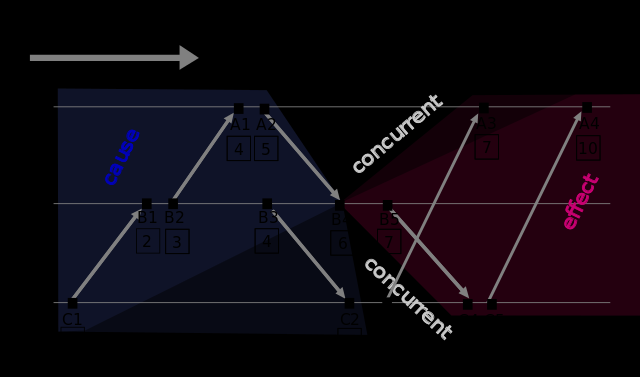 concurrent
A1 A2
A4
4 5 7 10
cause
effect
B1 B2 B3 B4 B5
2 3 4 6 7
concurrent
C1 C2